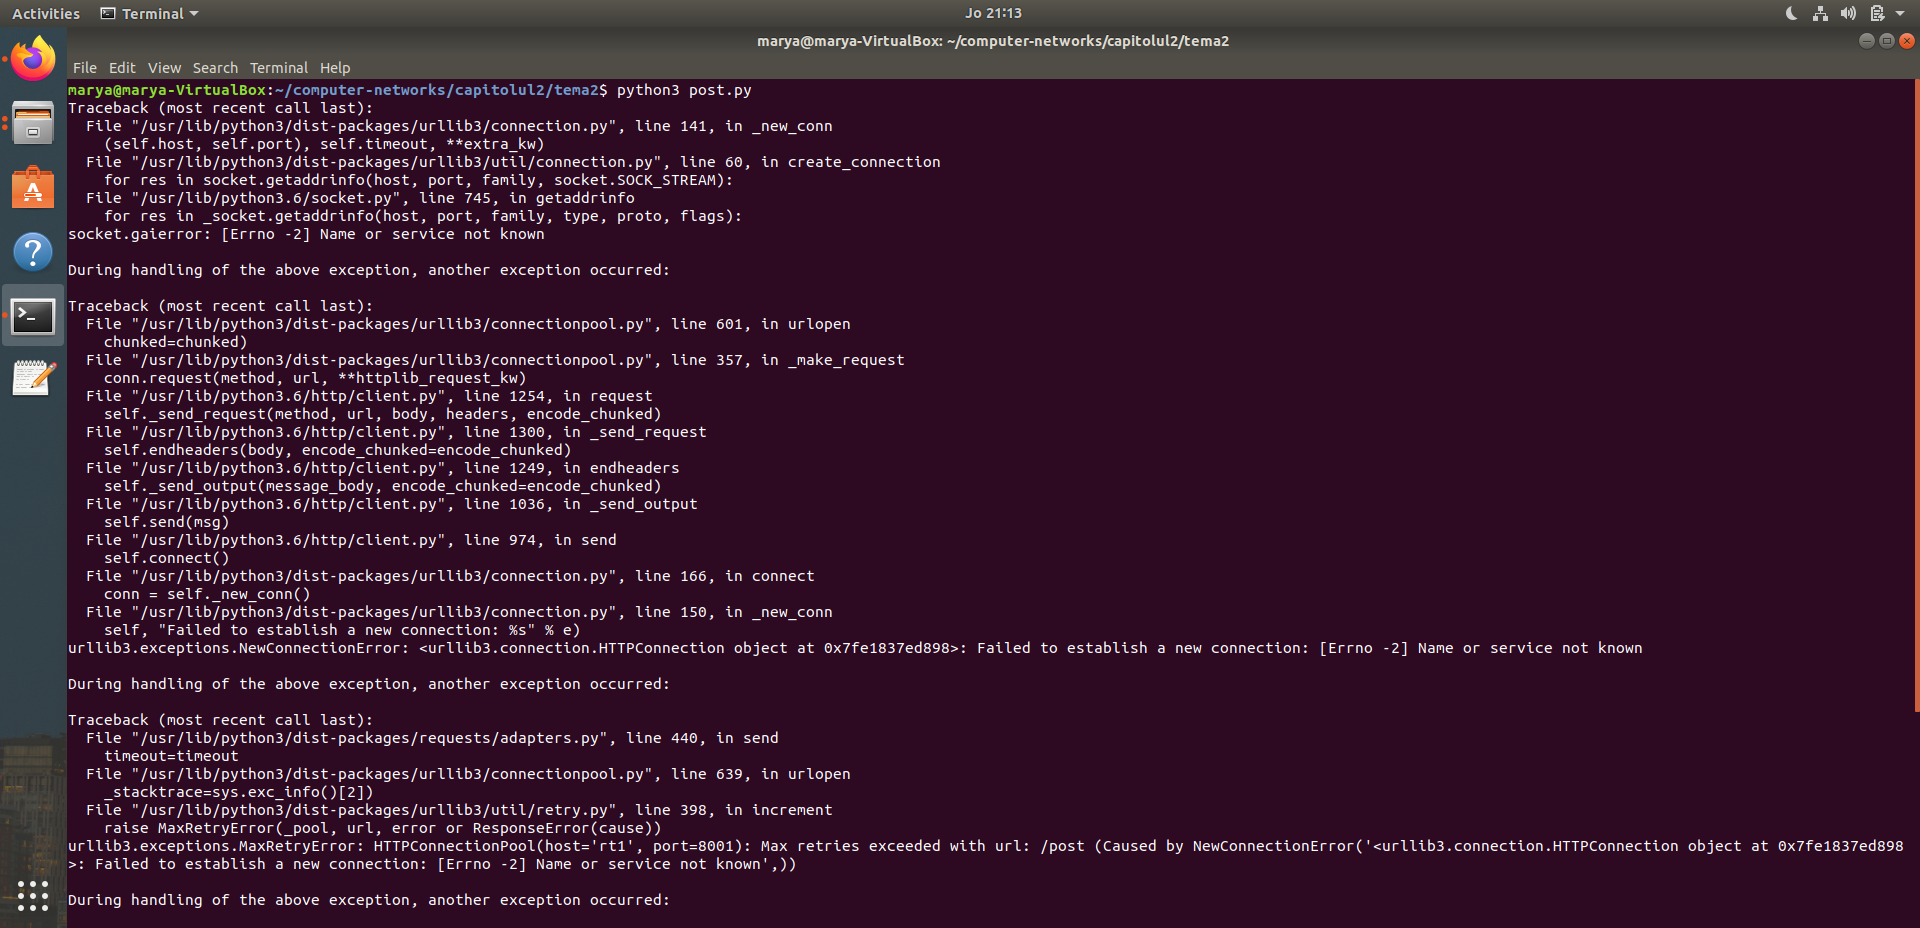 Activities
Terminal
Jo 21:13
marya@marya-VirtualBox: ~/computer-networks/capitolul2/tema2
File Edit View Search Terminal Help
marya@marya-VirtualBox:~/computer-networks/capitolul2/tema2$ python3 post.py
Traceback (most recent call last):
  File "/usr/lib/python3/dist-packages/urllib3/connection.py", line 141, in _new_conn
    (self.host, self.port), self.timeout, **extra_kw)
  File "/usr/lib/python3/dist-packages/urllib3/util/connection.py", line 60, in create_connection
    for res in socket.getaddrinfo(host, port, family, socket.SOCK_STREAM):
  File "/usr/lib/python3.6/socket.py", line 745, in getaddrinfo
    for res in _socket.getaddrinfo(host, port, family, type, proto, flags):
socket.gaierror: [Errno -2] Name or service not known

During handling of the above exception, another exception occurred:

Traceback (most recent call last):
  File "/usr/lib/python3/dist-packages/urllib3/connectionpool.py", line 601, in urlopen
    chunked=chunked)
  File "/usr/lib/python3/dist-packages/urllib3/connectionpool.py", line 357, in _make_request
    conn.request(method, url, **httplib_request_kw)
  File "/usr/lib/python3.6/http/client.py", line 1254, in request
    self._send_request(method, url, body, headers, encode_chunked)
  File "/usr/lib/python3.6/http/client.py", line 1300, in _send_request
    self.endheaders(body, encode_chunked=encode_chunked)
  File "/usr/lib/python3.6/http/client.py", line 1249, in endheaders
    self._send_output(message_body, encode_chunked=encode_chunked)
  File "/usr/lib/python3.6/http/client.py", line 1036, in _send_output
    self.send(msg)
  File "/usr/lib/python3.6/http/client.py", line 974, in send
    self.connect()
  File "/usr/lib/python3/dist-packages/urllib3/connection.py", line 166, in connect
    conn = self._new_conn()
  File "/usr/lib/python3/dist-packages/urllib3/connection.py", line 150, in _new_conn
    self, "Failed to establish a new connection: %s" % e)
urllib3.exceptions.NewConnectionError: <urllib3.connection.HTTPConnection object at 0x7fe1837ed898>: Failed to establish a new connection: [Errno -2] Name or service not known

During handling of the above exception, another exception occurred:

Traceback (most recent call last):
  File "/usr/lib/python3/dist-packages/requests/adapters.py", line 440, in send
    timeout=timeout
  File "/usr/lib/python3/dist-packages/urllib3/connectionpool.py", line 639, in urlopen
    _stacktrace=sys.exc_info()[2])
  File "/usr/lib/python3/dist-packages/urllib3/util/retry.py", line 398, in increment
    raise MaxRetryError(_pool, url, error or ResponseError(cause))
urllib3.exceptions.MaxRetryError: HTTPConnectionPool(host='rt1', port=8001): Max retries exceeded with url: /post (Caused by NewConnectionError('<urllib3.connection.HTTPConnection object at 0x7fe1837ed898
>: Failed to establish a new connection: [Errno -2] Name or service not known',))

During handling of the above exception, another exception occurred: